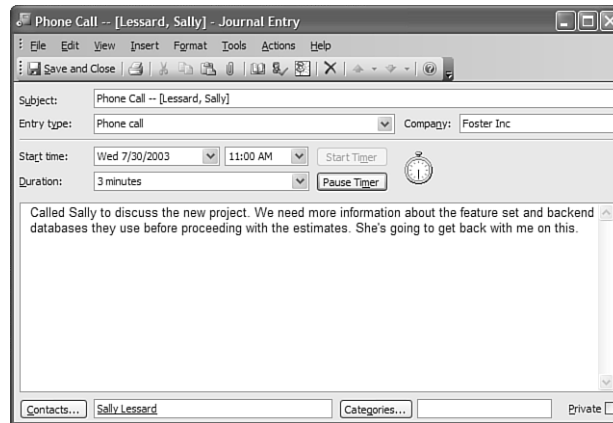 Phone Call -- [Lessard, Sally] - Journal Entry
File Edit View Insert Format Tools Actions Help
Save and Close
Subject: Phone Call -- [Lessard, Sally]
Entry type: Phone call Company: Foster Inc
Start time: Wed 7/30/2003 11:00 AM Start Timer
Duration: 3 minutes Pause Timer
Called Sally to discuss the new project. We need more information about the feature set and backend
databases they use before proceeding with the estimates. She's going to get back with me on this.
Contacts... Sally Lessard Categories... Private